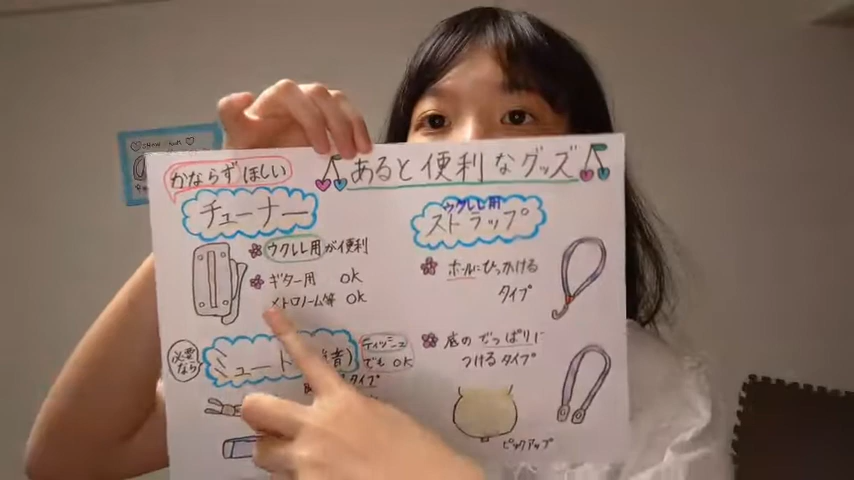 あると便利なグッズ
かならずほしい
チューナー
ウクレレ用が便利
ギター用 OK
メトロノーム等 OK
必要なら
ミュート
ティッシュ
でも OK
タイプ
ウクレレ用
ストラップ
ホールにひっかける
タイプ
底のでっぱりに
つけるタイプ
ピックアップ